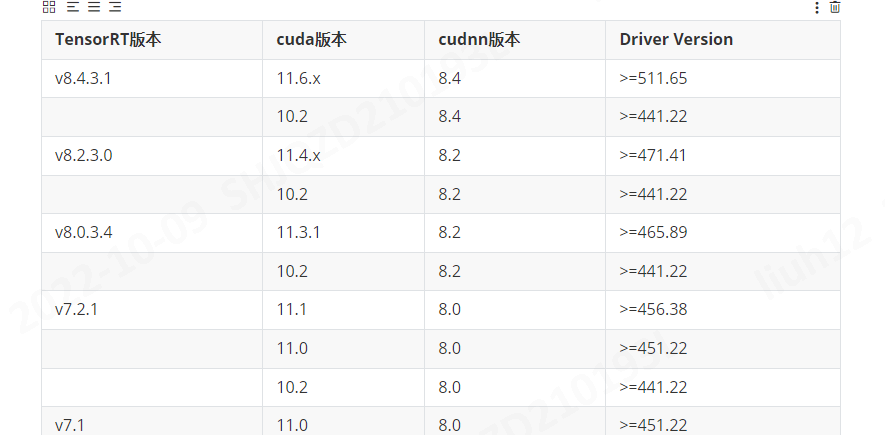 TensorRT版本 cuda版本 cudnn版本 Driver Version
v8.4.3.1 11.6.x 8.4 >=511.65
10.2 8.4 >=441.22
v8.2.3.0 11.4.x 8.2 >=471.41
10.2 8.2 >=441.22
v8.0.3.4 11.3.1 8.2 >=465.89
10.2 8.2 >=441.22
v7.2.1 11.1 8.0 >=456.38
11.0 8.0 >=451.22
10.2 8.0 >=441.22
v7.1 11.0 8.0 >=451.22
2022-10-09
liuh12